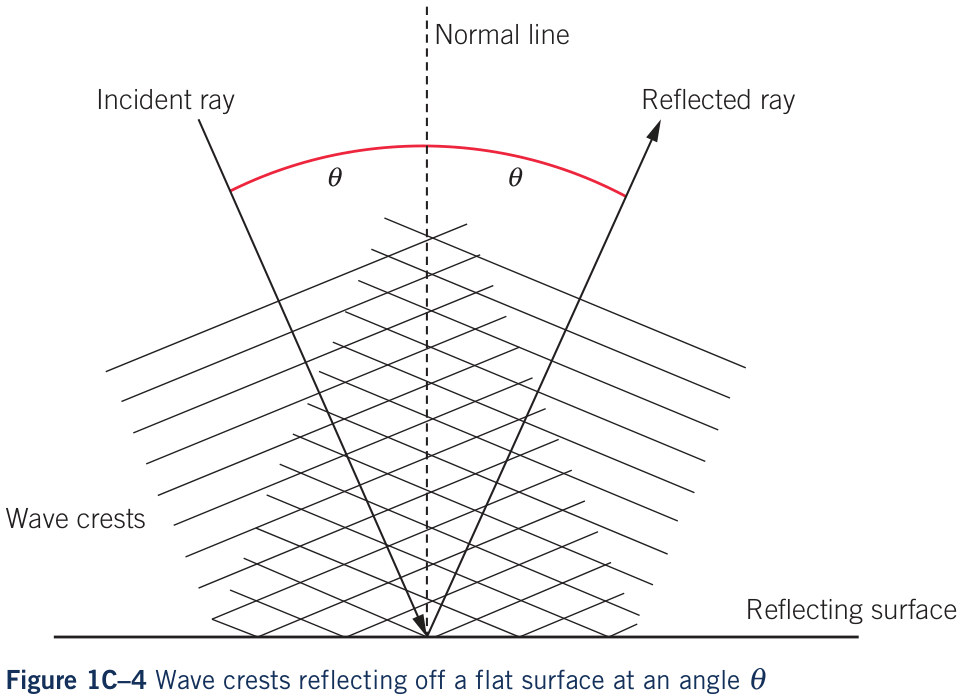 Normal line
Incident ray
Reflected ray
θ
θ
Wave crests
Reflecting surface
Figure 1C–4 Wave crests reflecting off a flat surface at an angle θ